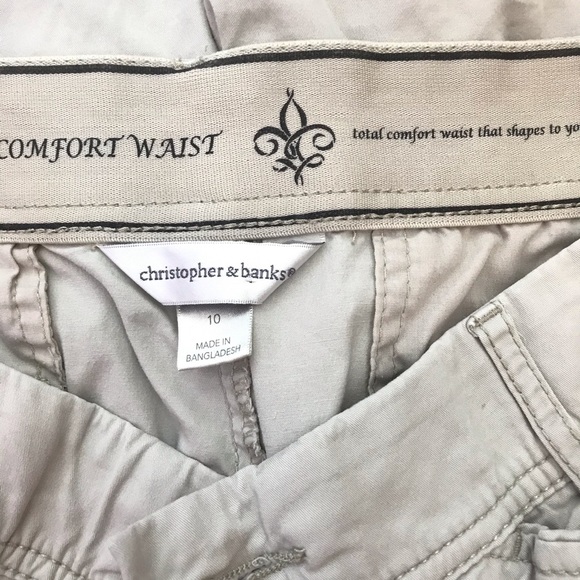 COMFORT WAIST
total comfort waist that shapes to yo
christopher & banks®
10
MADE IN
BANGLADESH